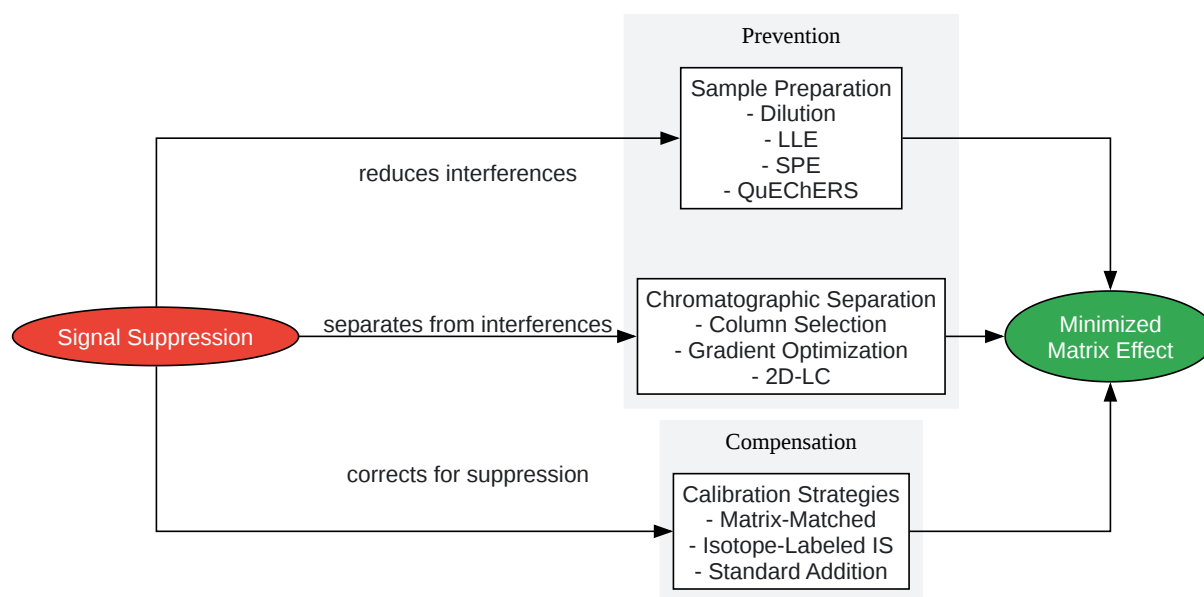 Prevention
Sample Preparation
- Dilution
- LLE
- SPE
- QuEChERS
reduces interferences
Signal Suppression
separates from interferences
Chromatographic Separation
- Column Selection
- Gradient Optimization
- 2D-LC
Minimized
Matrix Effect
Compensation
corrects for suppression
Calibration Strategies
- Matrix-Matched
- Isotope-Labeled IS
- Standard Addition